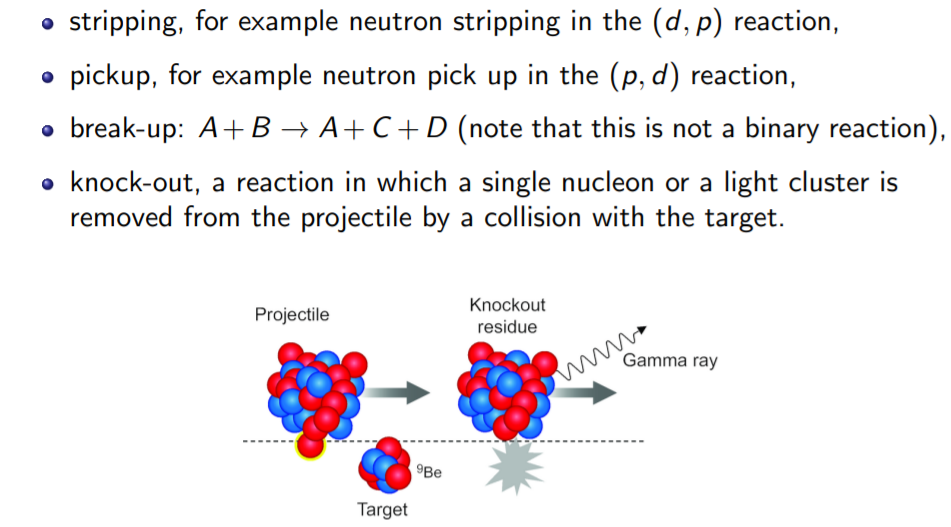 • stripping, for example neutron stripping in the (d, p) reaction,
• pickup, for example neutron pick up in the (p, d) reaction,
• break-up: A + B → A + C + D (note that this is not a binary reaction),
• knock-out, a reaction in which a single nucleon or a light cluster is
removed from the projectile by a collision with the target.
Projectile
Knockout
residue
Gamma ray
⁹Be
Target